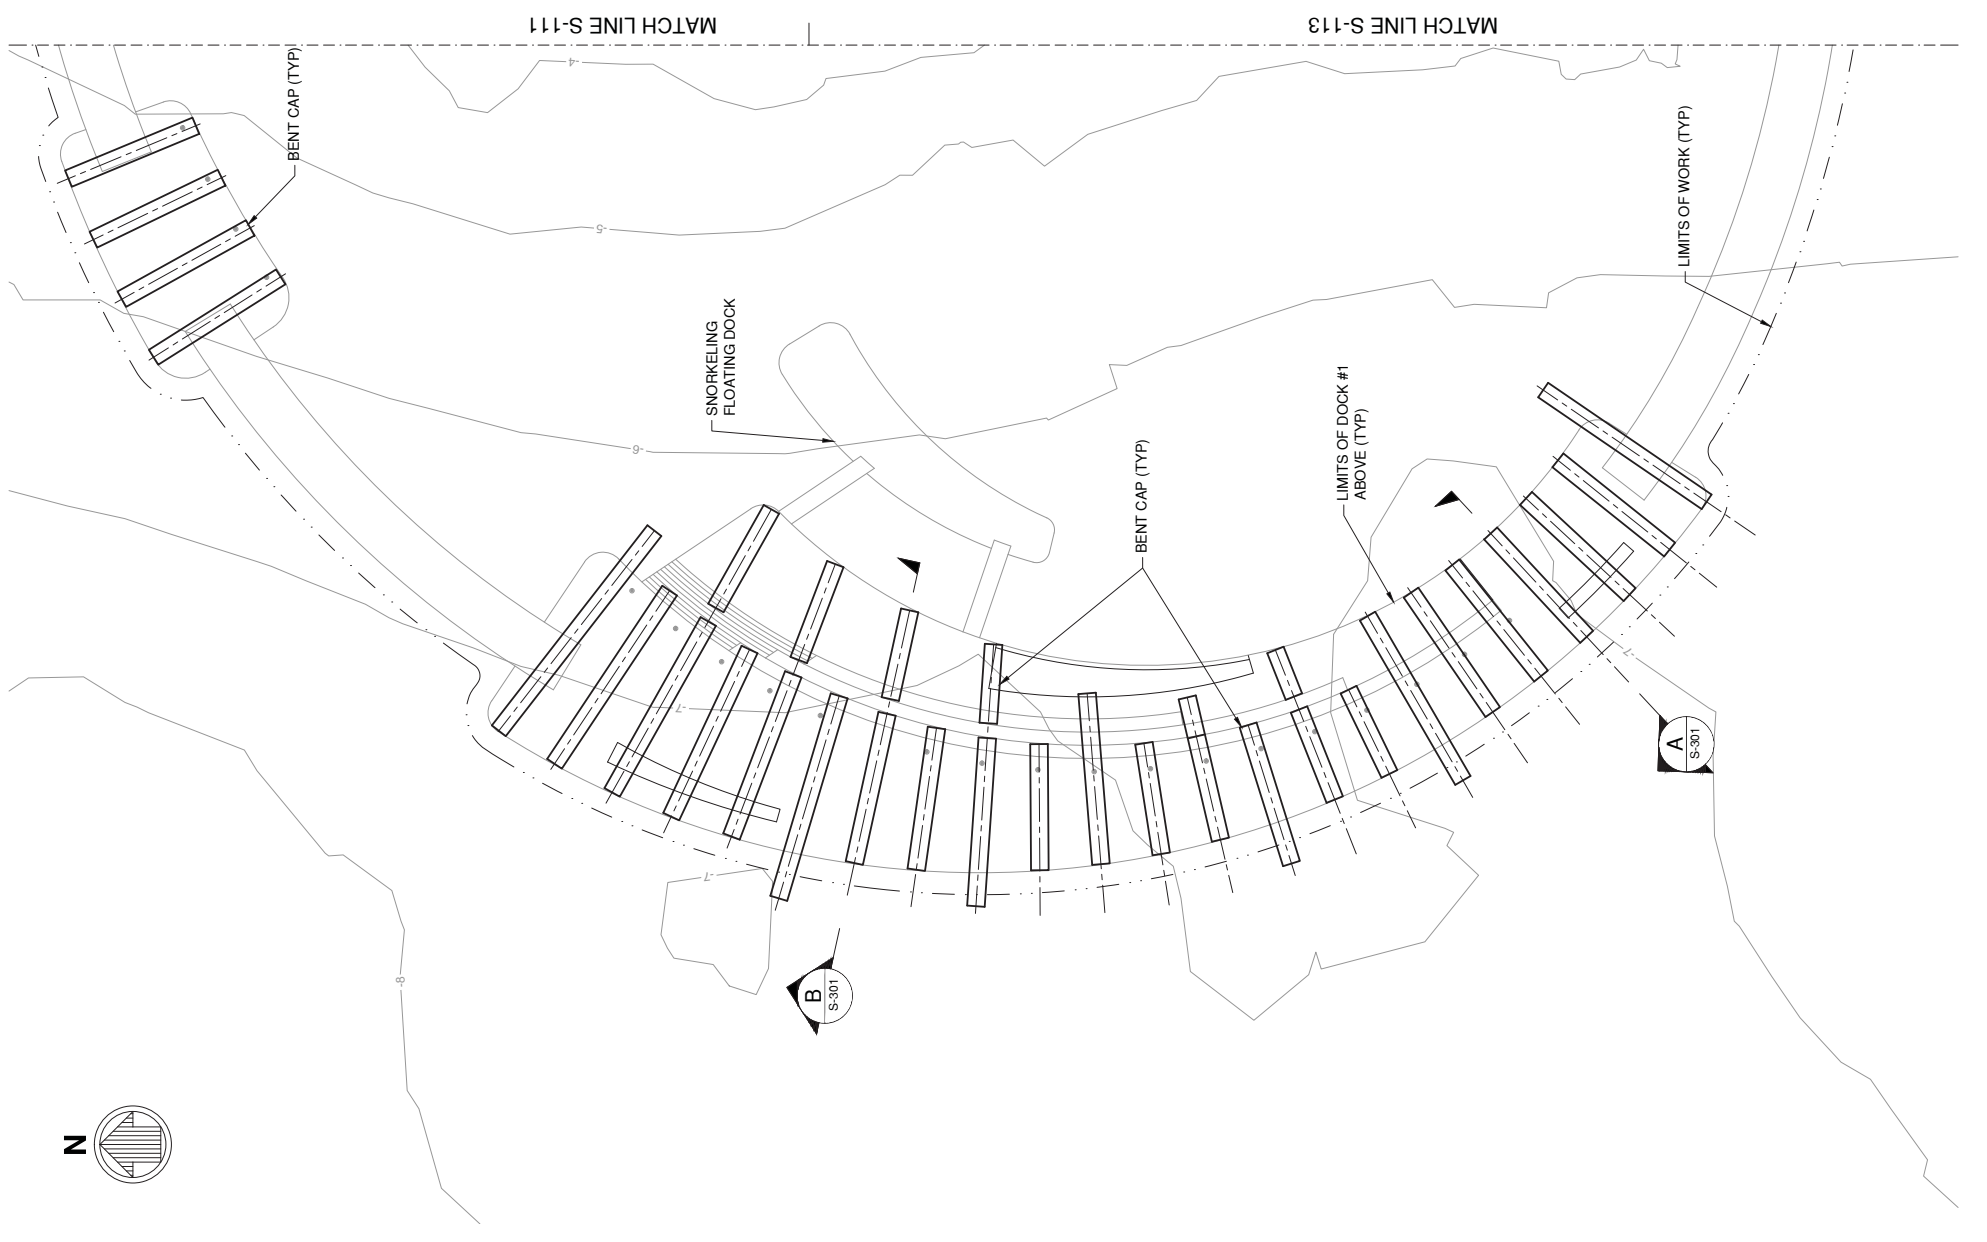 MATCH LINE S-111
MATCH LINE S-113
BENT CAP (TYP)
-4
LIMITS OF WORK (TYP)
-5
SNORKELING
FLOATING DOCK
-6
LIMITS OF DOCK #1
ABOVE (TYP)
BENT CAP (TYP)
-7
-7
-7
A
S-301
B
S-301
-8
N